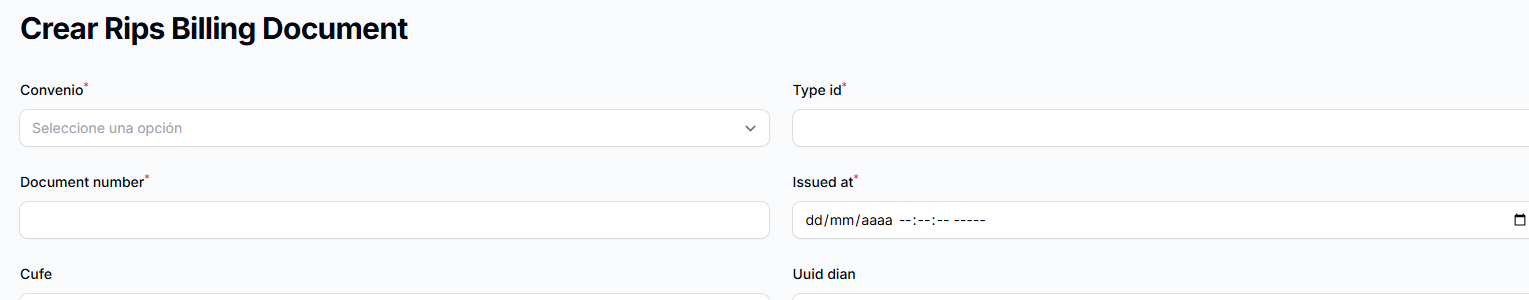 Crear Rips Billing Document
Convenio*
Type id*
Seleccione una opción
Document number*
Issued at*
dd/mm/aaaa --:--:-- -----
Cufe
Uuid dian